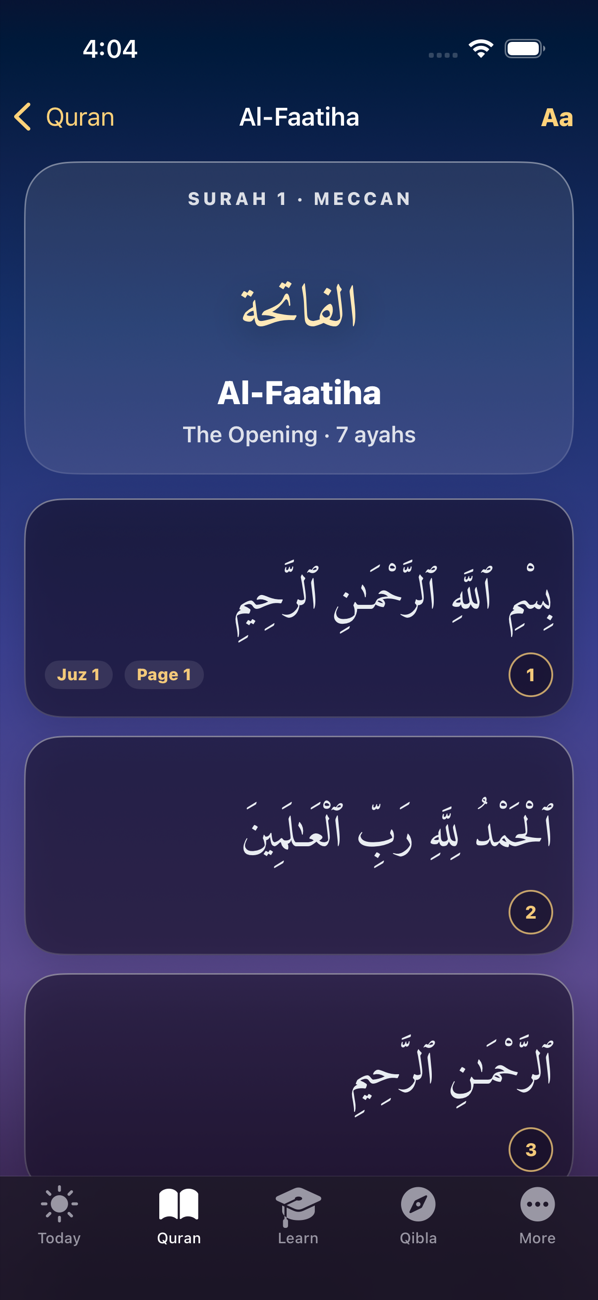 4:04
Quran
Al-Faatiha
Aa
SURAH 1 · MECCAN
الفاتحة
Al-Faatiha
The Opening · 7 ayahs
بِسْمِ ٱللَّهِ ٱلرَّحْمَـٰنِ ٱلرَّحِيمِ
Juz 1 Page 1 1
ٱلْحَمْدُ لِلَّهِ رَبِّ ٱلْعَـٰلَمِينَ
2
ٱلرَّحْمَـٰنِ ٱلرَّحِيمِ
3
Today Quran Learn Qibla More